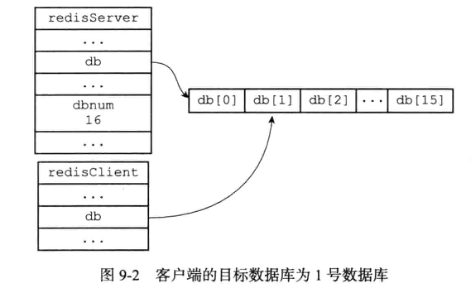 redisServer
...
db
...
dbnum
16
...
db[0] db[1] db[2] ... db[15]
redisClient
...
db
...
图 9-2 客户端的目标数据库为 1 号数据库